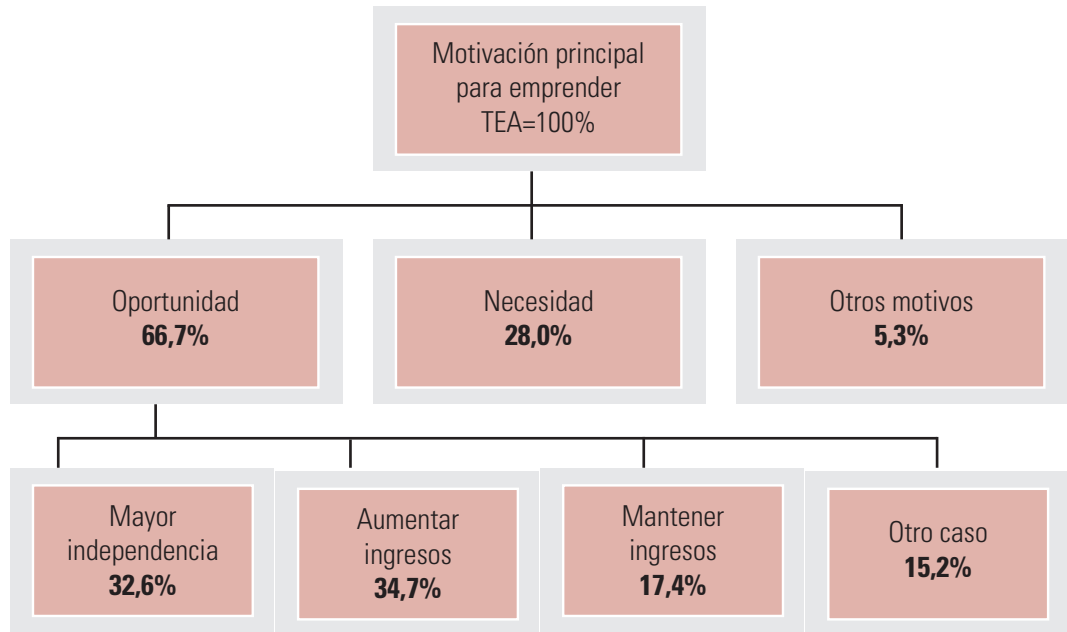 Motivación principal
para emprender
TEA=100%
Oportunidad
66,7%
Necesidad
28,0%
Otros motivos
5,3%
Mayor
independencia
32,6%
Aumentar
ingresos
34,7%
Mantener
ingresos
17,4%
Otro caso
15,2%